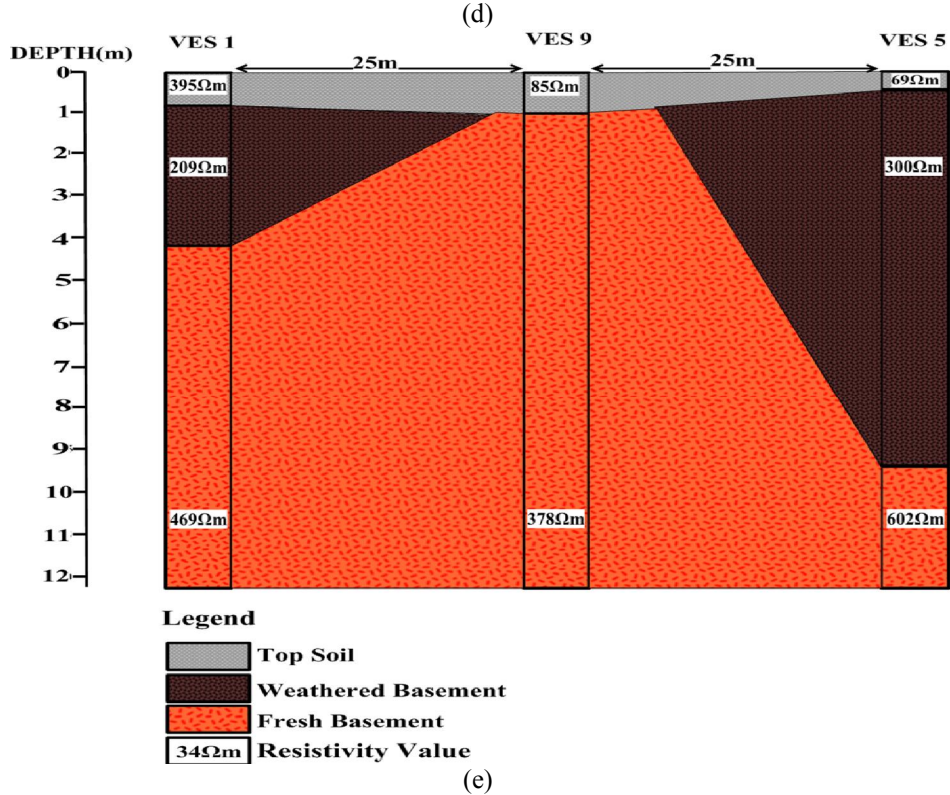 (d)
VES 1 VES 9 VES 5
DEPTH(m)
25m 25m
0
395Ωm 85Ωm 69Ωm
1
2
209Ωm 300Ωm
3
4
5
6
7
8
9
10
469Ωm 378Ωm 602Ωm
11
12
Legend
Top Soil
Weathered Basement
Fresh Basement
34Ωm Resistivity Value
(e)